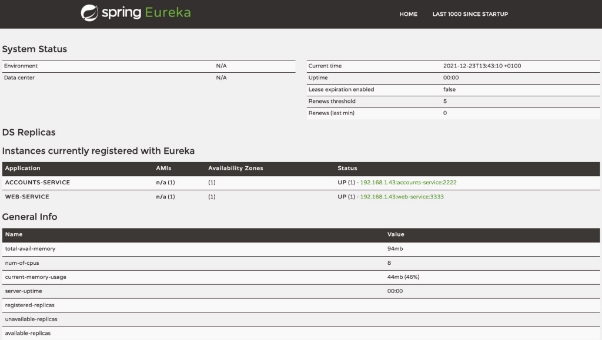 spring Eureka
HOME LAST 1000 SINCE STARTUP
System Status
Environment N/A
Data center N/A
Current time 2021-12-23T13:43:10 +0100
Uptime 00:00
Lease expiration enabled false
Renews threshold 5
Renews (last min) 0
DS Replicas
Instances currently registered with Eureka
Application AMIs Availability Zones Status
ACCOUNTS-SERVICE n/a (1) (1) UP (1) - 192.168.1.43:accounts-service:2222
WEB-SERVICE n/a (1) (1) UP (1) - 192.168.1.43:web-service:3333
General Info
Name Value
total-avail-memory 94mb
num-of-cpus 8
current-memory-usage 44mb (46%)
server-uptime 00:00
registered-replicas
unavailable-replicas
available-replicas